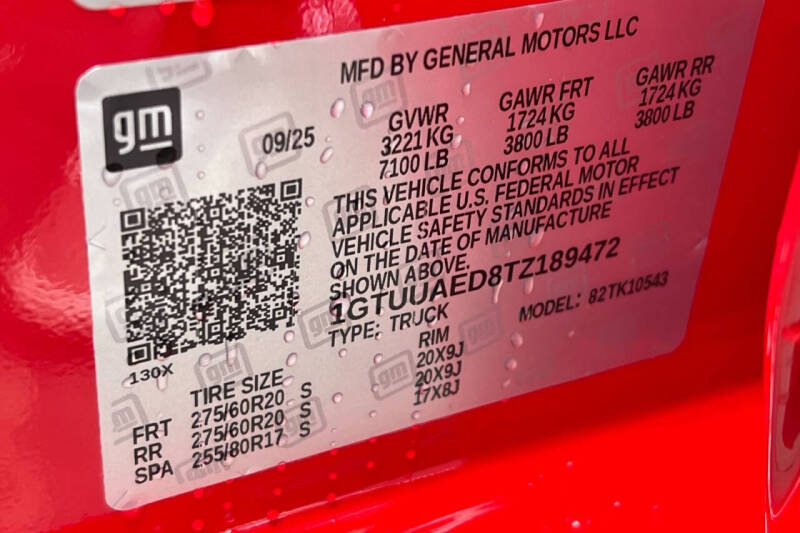 gm
MFD BY GENERAL MOTORS LLC
09/25
GVWR GAWR FRT GAWR RR
3221 KG 1724 KG 1724 KG
7100 LB 3800 LB 3800 LB
THIS VEHICLE CONFORMS TO ALL
APPLICABLE U.S. FEDERAL MOTOR
VEHICLE SAFETY STANDARDS IN EFFECT
ON THE DATE OF MANUFACTURE
SHOWN ABOVE.
1GTUUAED8TZ189472
TYPE: TRUCK MODEL: 82TK10543
130X
TIRE SIZE RIM
FRT 275/60R20 S 20X9J
RR 275/60R20 S 20X9J
SPA 255/80R17 S 17X8J